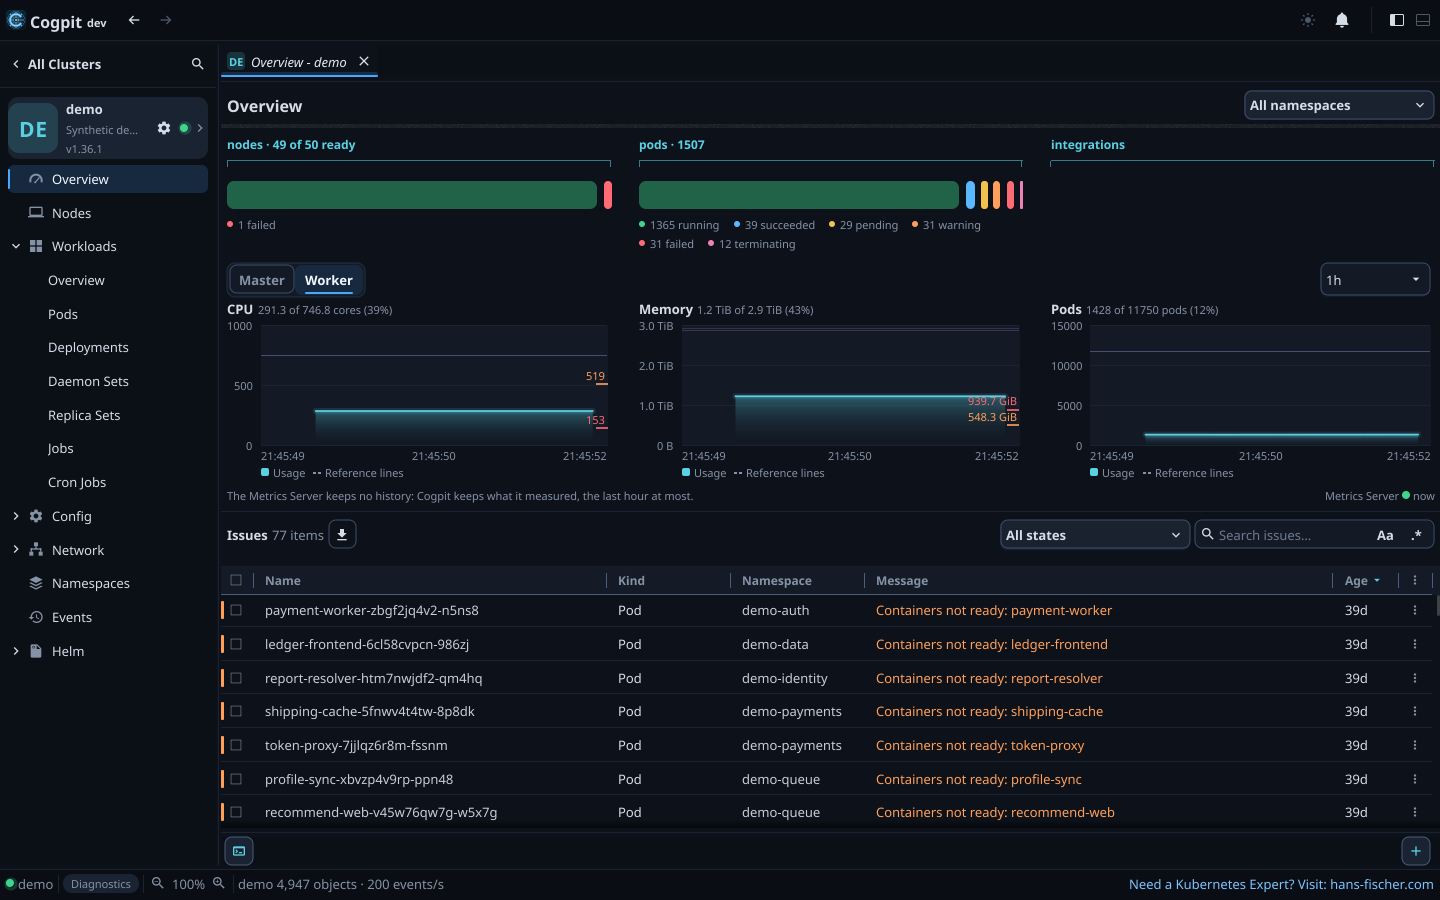 Cogpit dev
All Clusters
DE Overview - demo
DE
demo
Synthetic de...
v1.36.1
Overview
Nodes
Workloads
Overview
Pods
Deployments
Daemon Sets
Replica Sets
Jobs
Cron Jobs
Config
Network
Namespaces
Events
Helm
Overview
All namespaces
nodes · 49 of 50 ready
1 failed
pods · 1507
1365 running 39 succeeded 29 pending 31 warning
31 failed 12 terminating
integrations
Master Worker
1h
CPU 291.3 of 746.8 cores (39%)
1000
500
0
519
153
21:45:49 21:45:50 21:45:52
Usage Reference lines
Memory 1.2 TiB of 2.9 TiB (43%)
3.0 TiB
2.0 TiB
1.0 TiB
0 B
939.7 GiB
548.3 GiB
21:45:49 21:45:50 21:45:52
Usage Reference lines
Pods 1428 of 11750 pods (12%)
15000
10000
5000
0
21:45:49 21:45:50 21:45:52
Usage Reference lines
The Metrics Server keeps no history: Cogpit keeps what it measured, the last hour at most.
Metrics Server now
Issues 77 items
All states
Search issues... Aa .*
Name Kind Namespace Message Age
payment-worker-zbgf2jq4v2-n5ns8 Pod demo-auth Containers not ready: payment-worker 39d
ledger-frontend-6cl58cvpcn-986zj Pod demo-data Containers not ready: ledger-frontend 39d
report-resolver-htm7nwjdf2-qm4hq Pod demo-identity Containers not ready: report-resolver 39d
shipping-cache-5fnwv4t4tw-8p8dk Pod demo-payments Containers not ready: shipping-cache 39d
token-proxy-7jjlqz6r8m-fssnm Pod demo-payments Containers not ready: token-proxy 39d
profile-sync-xbvzp4v9rp-ppn48 Pod demo-queue Containers not ready: profile-sync 39d
recommend-web-v45w76qw7g-w5x7g Pod demo-queue Containers not ready: recommend-web 39d
demo Diagnostics 100% demo 4,947 objects · 200 events/s
Need a Kubernetes Expert? Visit: hans-fischer.com